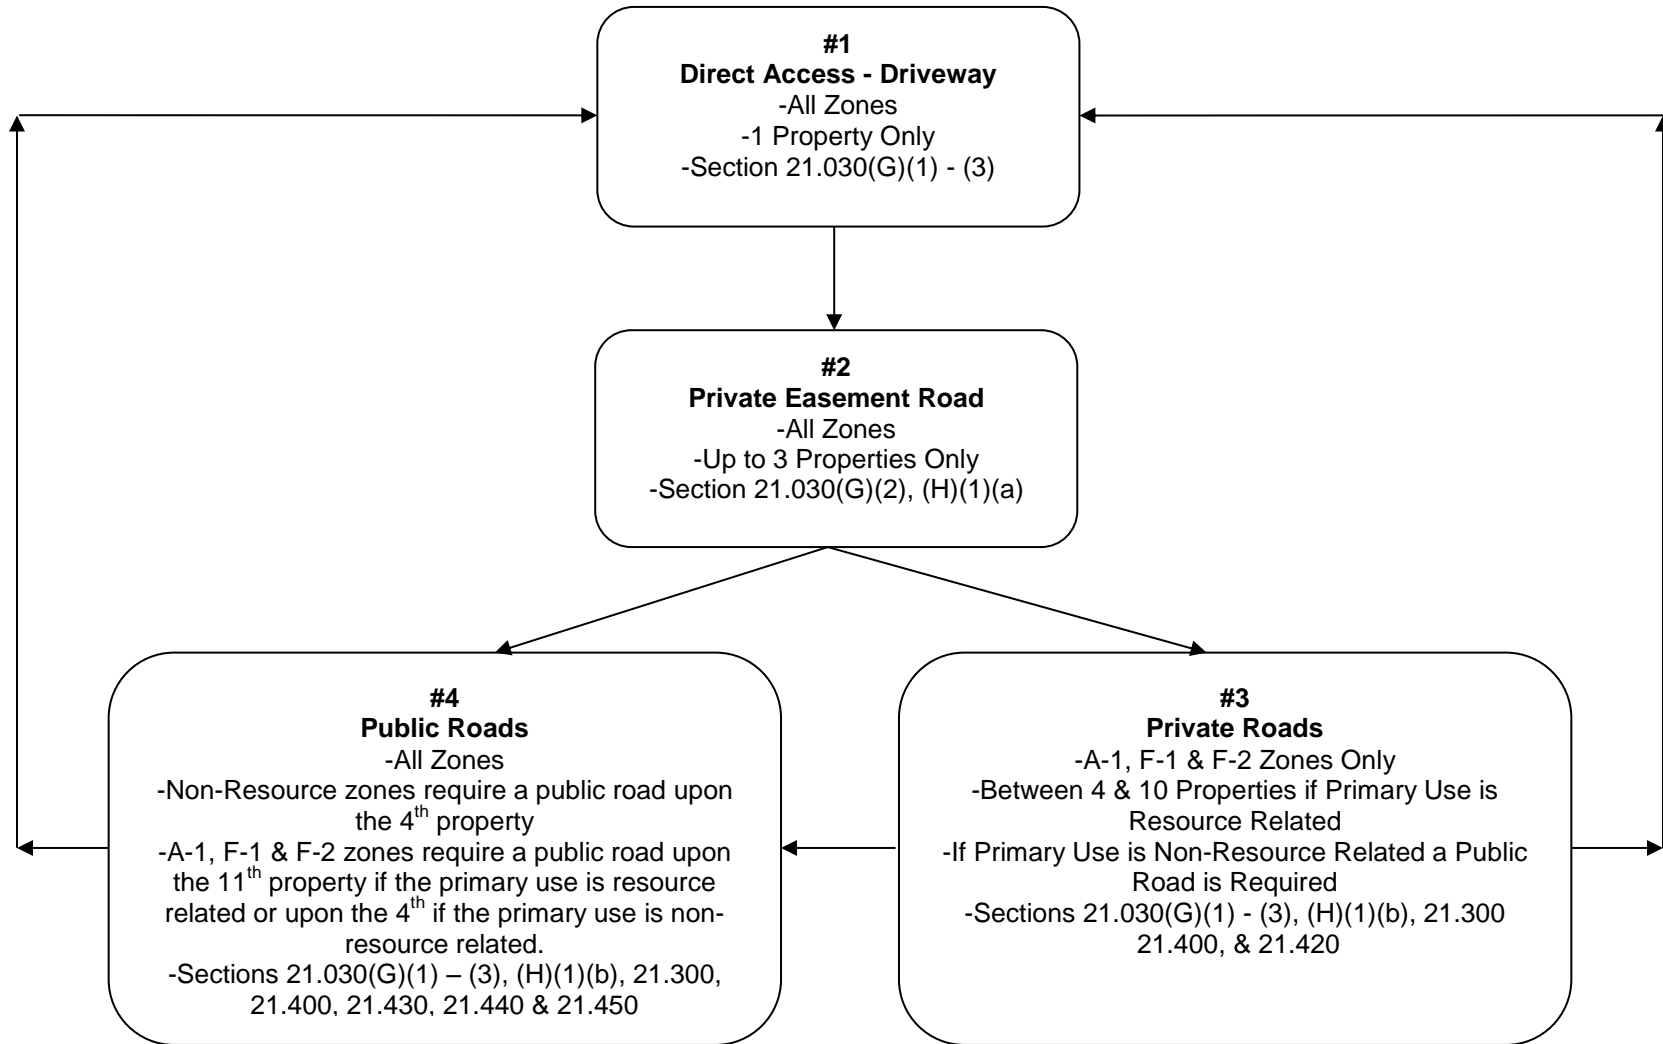 #1
Direct Access - Driveway
-All Zones
-1 Property Only
-Section 21.030(G)(1) - (3)
#2
Private Easement Road
-All Zones
-Up to 3 Properties Only
-Section 21.030(G)(2), (H)(1)(a)
#4
Public Roads
-All Zones
-Non-Resource zones require a public road upon
the 4th property
-A-1, F-1 & F-2 zones require a public road upon
the 11th property if the primary use is resource
related or upon the 4th if the primary use is non-
resource related.
-Sections 21.030(G)(1) – (3), (H)(1)(b), 21.300,
21.400, 21.430, 21.440 & 21.450
#3
Private Roads
-A-1, F-1 & F-2 Zones Only
-Between 4 & 10 Properties if Primary Use is
Resource Related
-If Primary Use is Non-Resource Related a Public
Road is Required
-Sections 21.030(G)(1) - (3), (H)(1)(b), 21.300
21.400, & 21.420